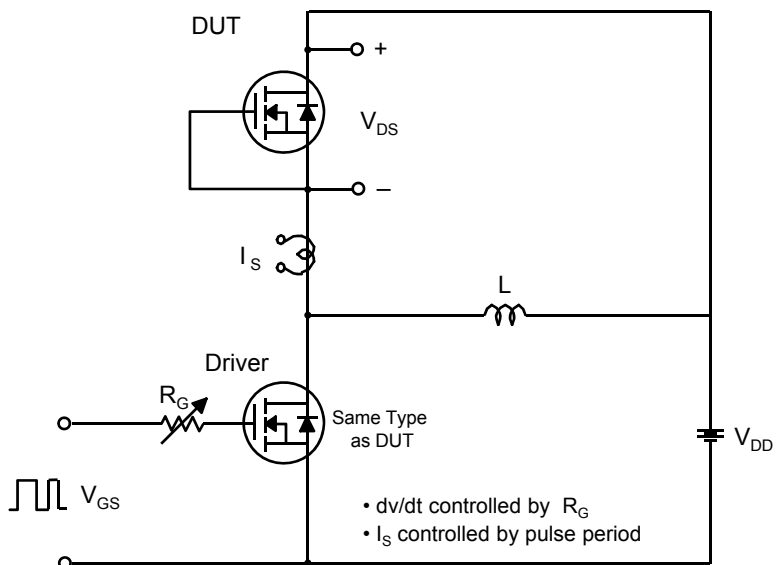 DUT
+
V_DS
–
I_S
L
Driver
R_G
Same Type
as DUT
V_DD
V_GS
• dv/dt controlled by R_G
• I_S controlled by pulse period